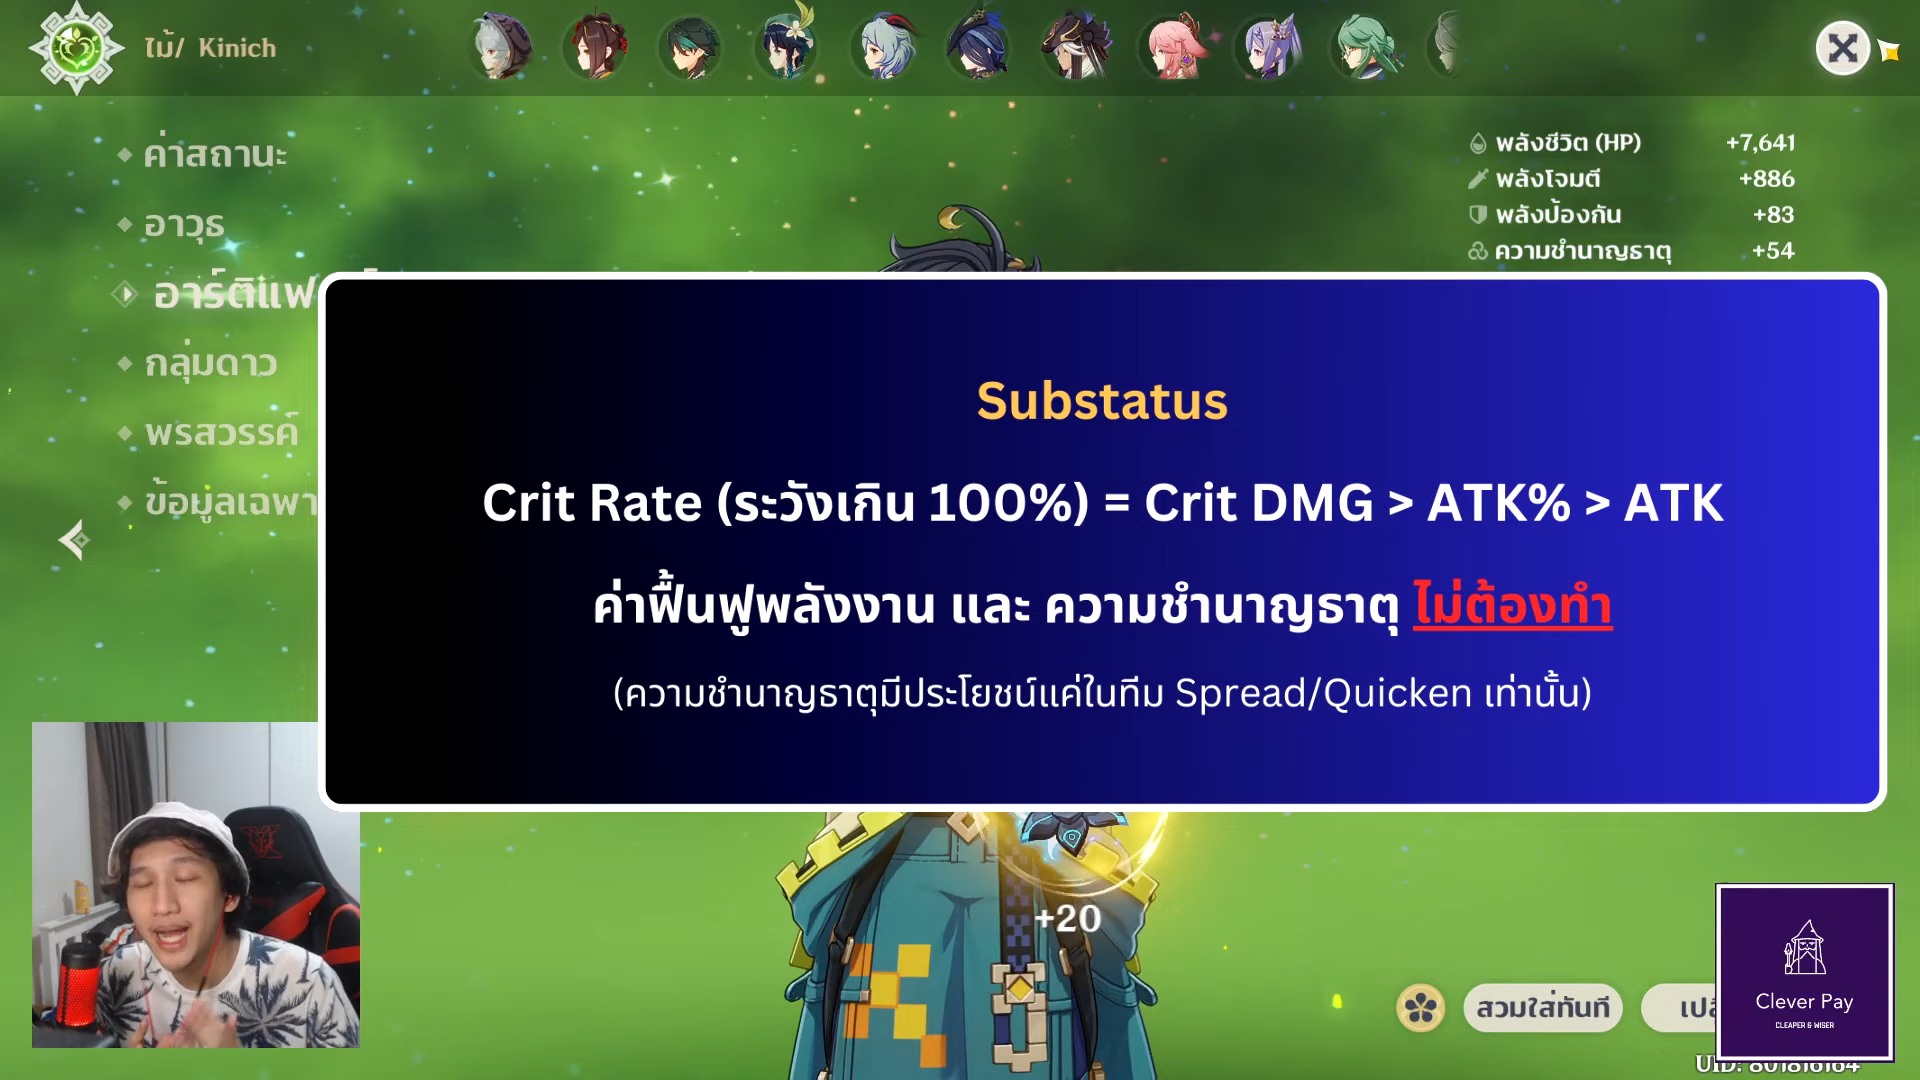 ไม้/ Kinich
ค่าสถานะ
อาวุธ
อาร์ติแฟ
กลุ่มดาว
พรสวรรค์
ข้อมูลเฉพา
พลังชีวิต (HP) +7,641
พลังโจมตี +886
พลังป้องกัน +83
ความชำนาญธาตุ +54
Substatus
Crit Rate (ระวังเกิน 100%) = Crit DMG > ATK% > ATK
ค่าฟื้นฟูพลังงาน และ ความชำนาญธาตุ ไม่ต้องทำ
(ความชำนาญธาตุมีประโยชน์แค่ในทีม Spread/Quicken เท่านั้น)
+20
สวมใส่ทันที
Clever Pay
CLEAPER & WISER